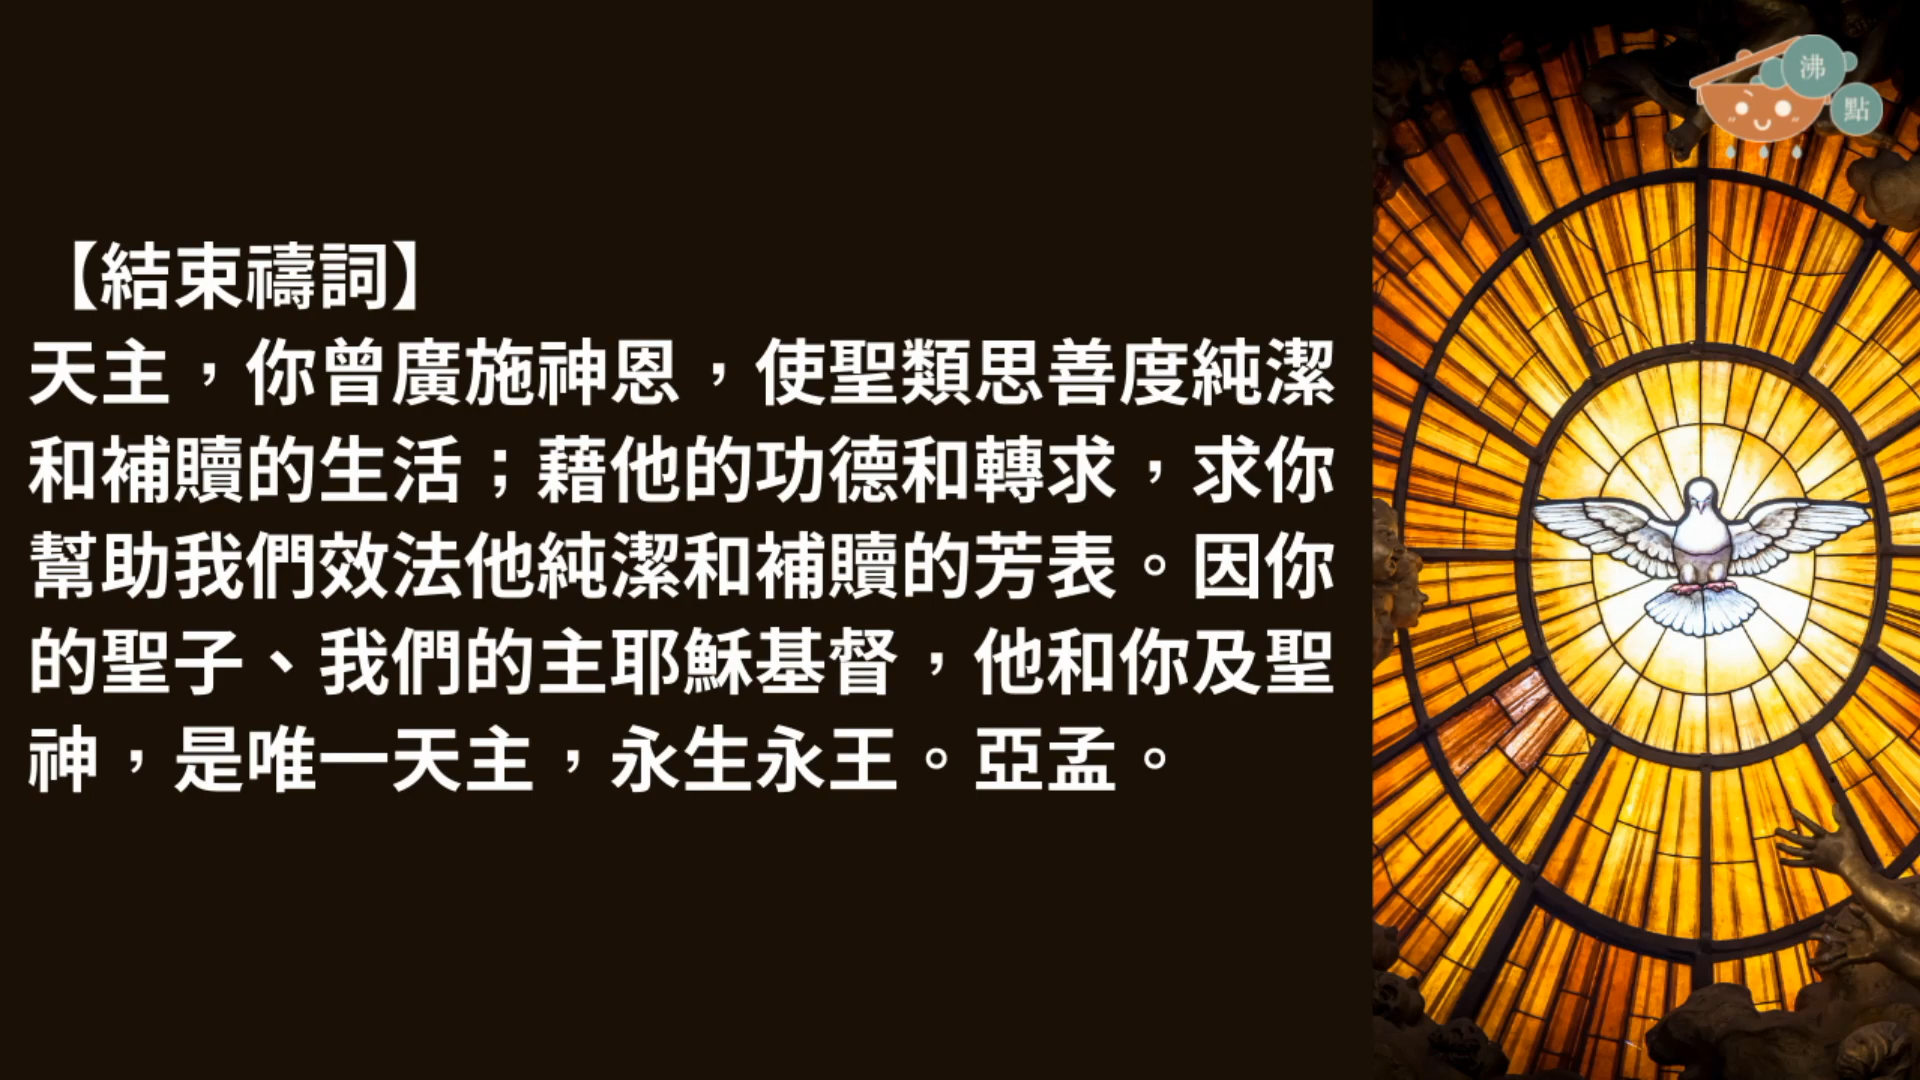 【結束禱詞】
天主，你曾廣施神恩，使聖類思善度純潔
和補贖的生活；藉他的功德和轉求，求你
幫助我們效法他純潔和補贖的芳表。因你
的聖子、我們的主耶穌基督，他和你及聖
神，是唯一天主，永生永王。亞孟。
沸
點